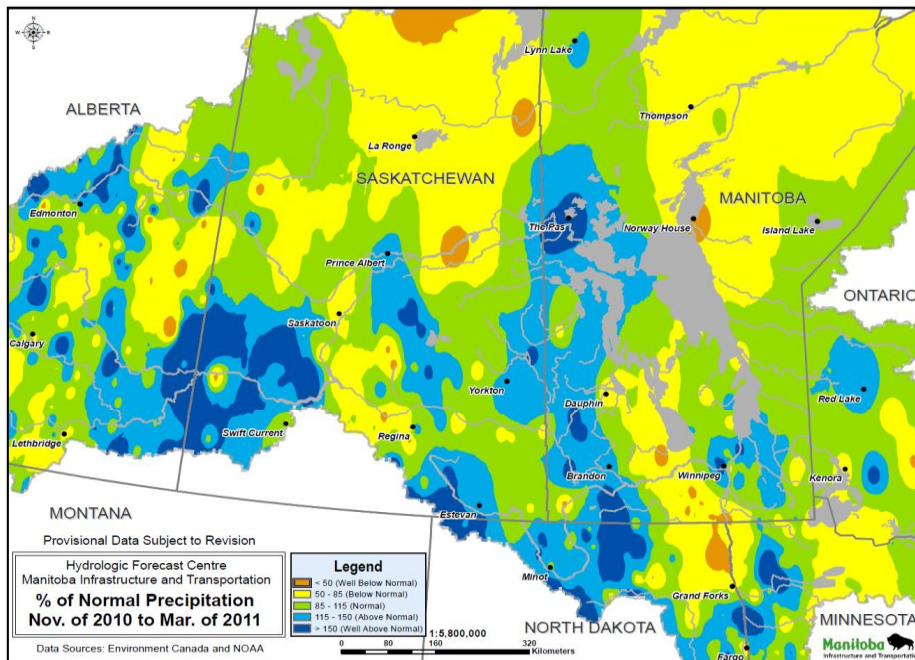 N
W
E
S
Lynn Lake
ALBERTA
Thompson
La Ronge
SASKATCHEWAN
MANITOBA
Edmonton
The Pas
Norway House
Island Lake
Prince Albert
ONTARIO
Saskatoon
Calgary
Yorkton
Dauphin
Red Lake
Swift Current
Regina
Lethbridge
Brandon
Winnipeg
Kenora
Estevan
MONTANA
Minot
Grand Forks
NORTH DAKOTA
MINNESOTA
Fargo
Provisional Data Subject to Revision
Hydrologic Forecast Centre
Manitoba Infrastructure and Transportation
% of Normal Precipitation
Nov. of 2010 to Mar. of 2011
Data Sources: Environment Canada and NOAA
Legend
< 50 (Well Below Normal)
50 - 85 (Below Normal)
85 - 115 (Normal)
115 - 150 (Above Normal)
> 150 (Well Above Normal)
1:5,800,000
0 40 80 160 240 320
Kilometers
Manitoba
Infrastructure and Transportation